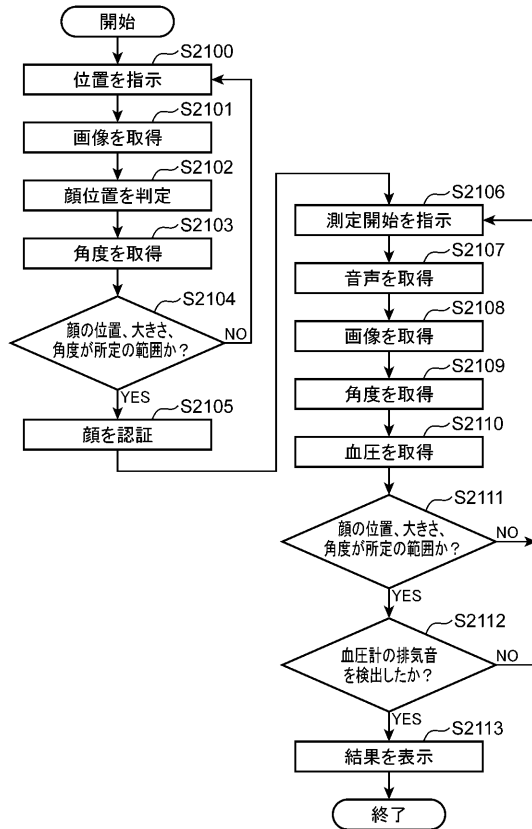 開始
S2100
位置を指示
S2101
画像を取得
S2102
顔位置を判定
S2103
角度を取得
S2104
顔の位置、大きさ、
角度が所定の範囲か?
NO
YES
S2105
顔を認証
S2106
測定開始を指示
S2107
音声を取得
S2108
画像を取得
S2109
角度を取得
S2110
血圧を取得
S2111
顔の位置、大きさ、
角度が所定の範囲か?
NO
YES
S2112
血圧計の排気音
を検出したか?
NO
YES
S2113
結果を表示
終了